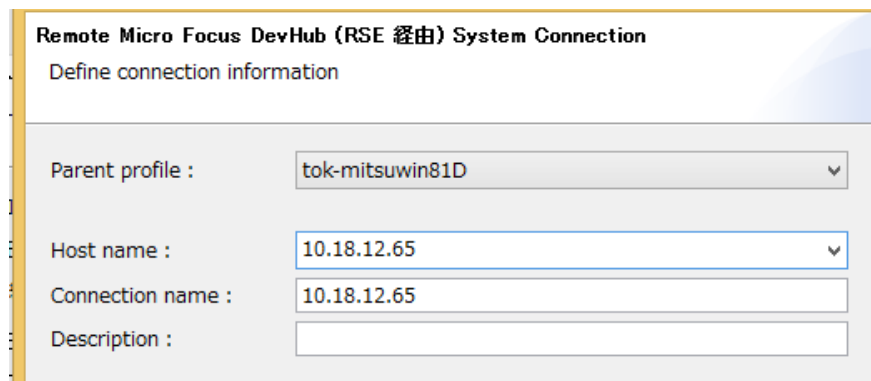 Remote Micro Focus DevHub (RSE 経由) System Connection
Define connection information
Parent profile : tok-mitsuwin81D
Host name : 10.18.12.65
Connection name : 10.18.12.65
Description :